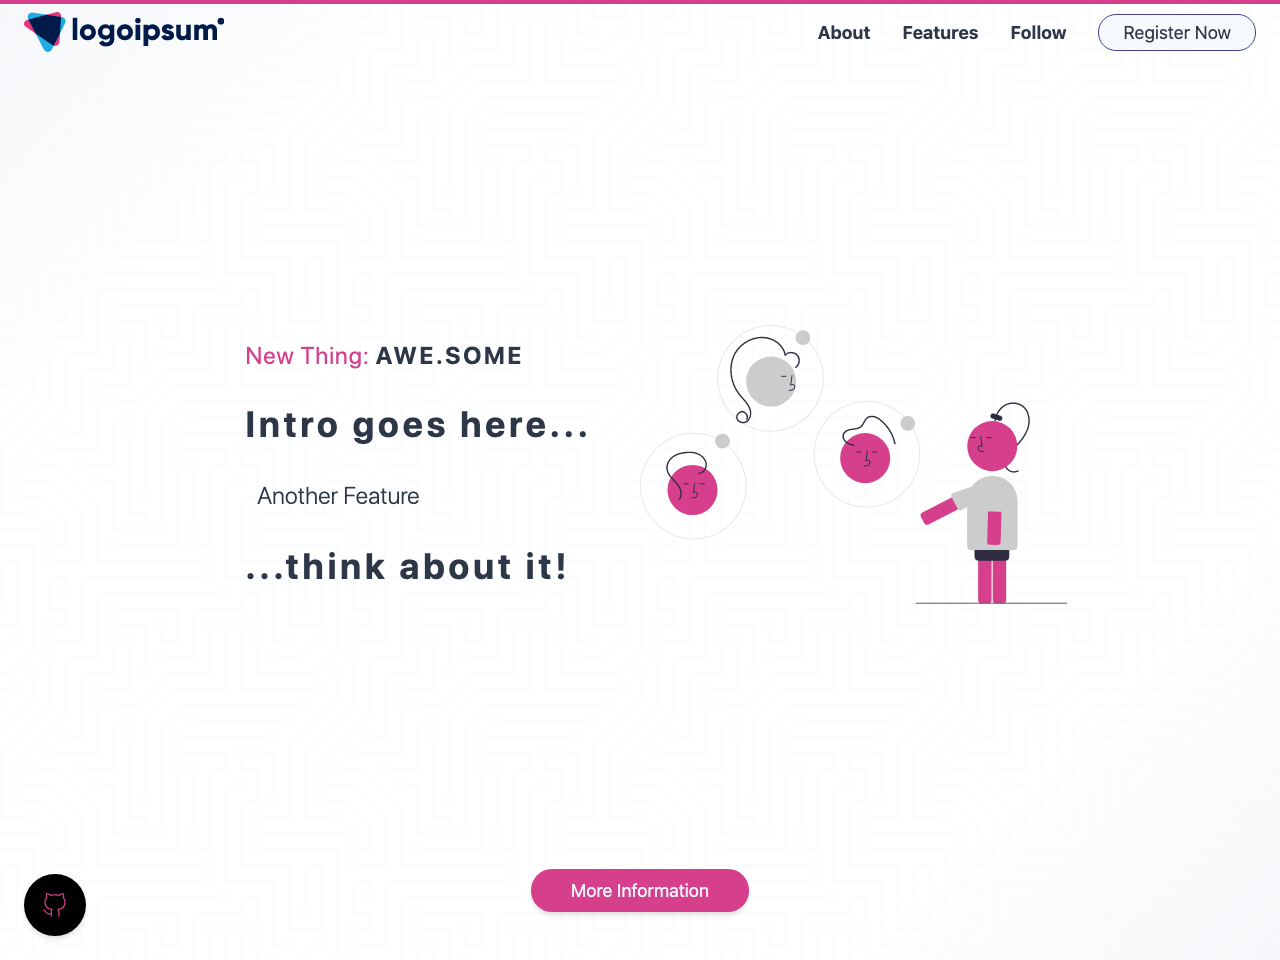 logoipsum
About
Features
Follow
Register Now
New Thing: AWE.SOME
Intro goes here...
Another Feature
...think about it!
More Information